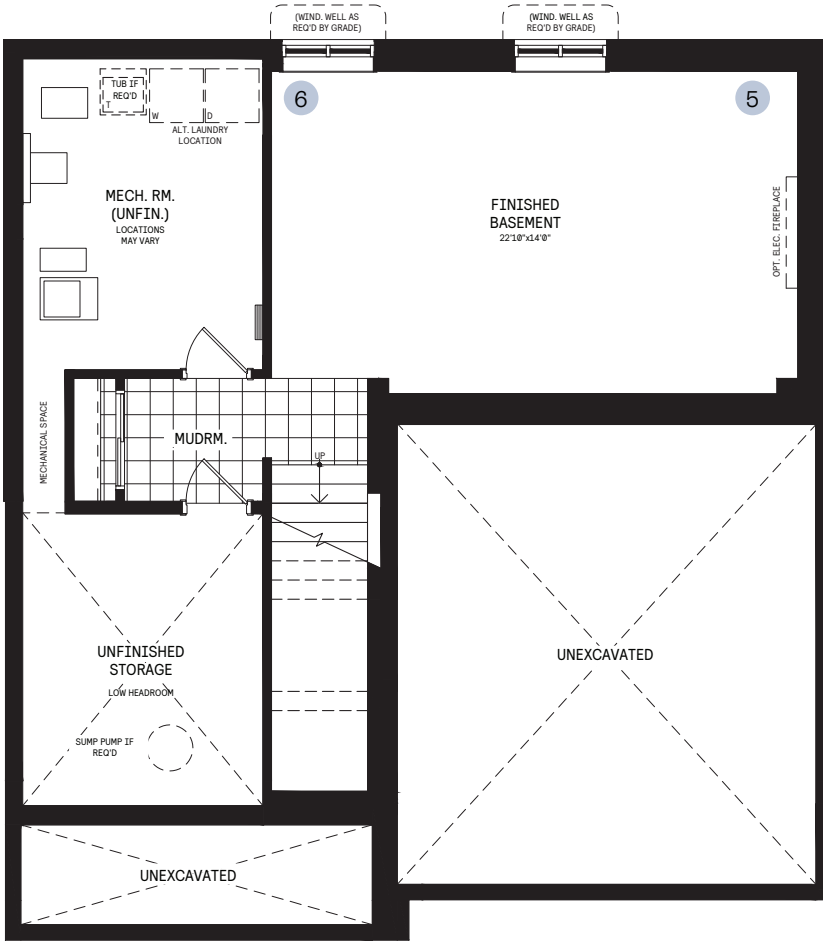 (WIND. WELL AS
REQ'D BY GRADE)
(WIND. WELL AS
REQ'D BY GRADE)
6
5
TUB IF
REQ'D
T
W
D
ALT. LAUNDRY
LOCATION
MECH. RM.
(UNFIN.)
LOCATIONS
MAY VARY
FINISHED
BASEMENT
22'10"x14'0"
OPT. ELEC. FIREPLACE
MECHANICAL SPACE
MUDRM.
UP
UNFINISHED
STORAGE
LOW HEADROOM
SUMP PUMP IF
REQ'D
UNEXCAVATED
UNEXCAVATED